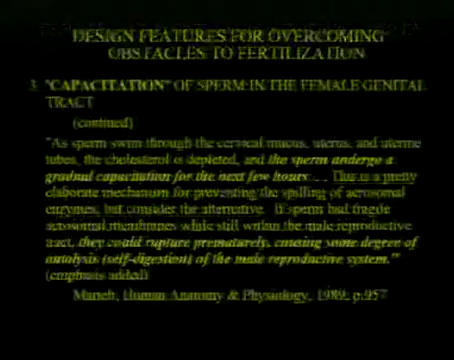 DESIGN FEATURES FOR OVERCOMING
OBSTACLES TO FERTILIZATION
3. "CAPACITATION" OF SPERM IN THE FEMALE GENITAL
TRACT
(contined)
"As sperm swim through the cervical mucus, uterus, and uterine
tubes, the cholesterol is depleted, and the sperm undergo a
gradual capacitation for the next few hours . . . This is a pretty
elaborate mechanism for preventing the spilling of acrosomal
enzymes, but consider the alternative. If sperm had fragile
acrosomal membranes while still within the male reproductive
tract, they could rupture prematurely, causing some degree of
autolysis (self-digestion) of the male reproductive system."
(emphasis added)
Marieb, Human Anatomy & Physiology, 1989, p.957